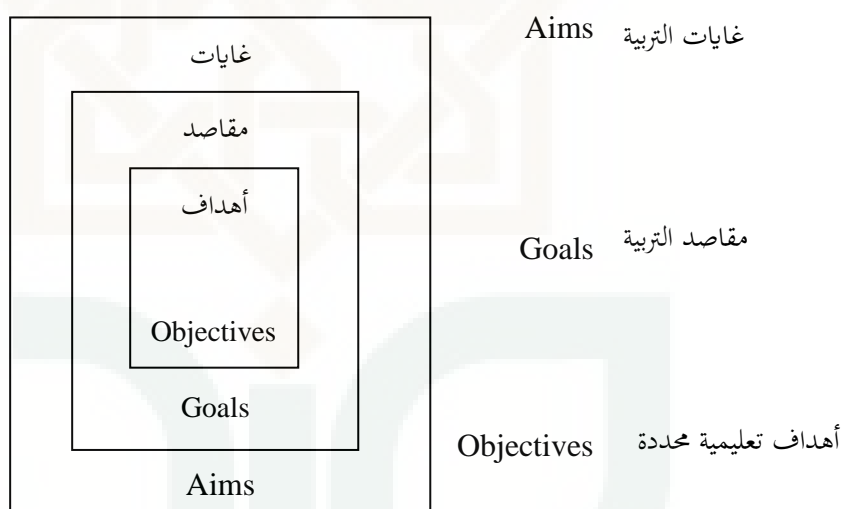 غايات
مقاصد
أهداف
Objectives
Goals
Aims
غايات التربية Aims
مقاصد التربية Goals
أهداف تعليمية محددة Objectives